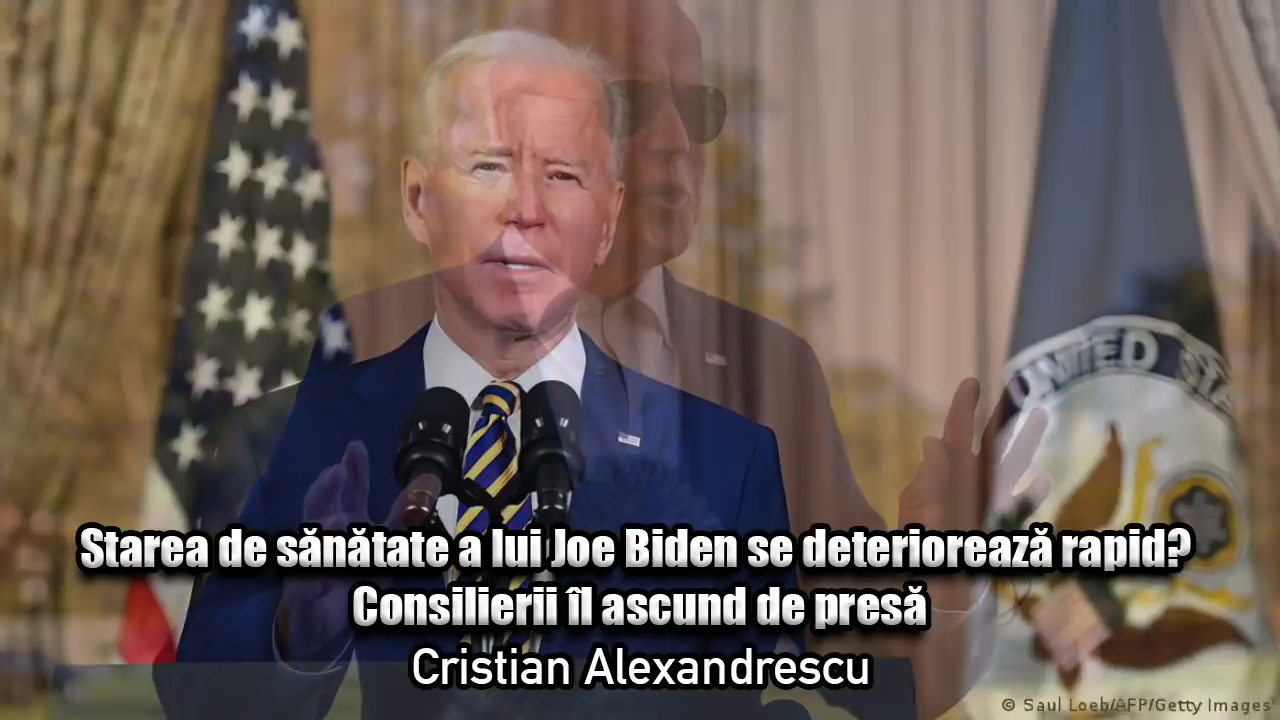 UNITED STA
Starea de sănătate a lui Joe Biden se deteriorează rapid?
Consilierii îl ascund de presă
Cristian Alexandrescu
© Saul Loeb/AFP/Getty Images